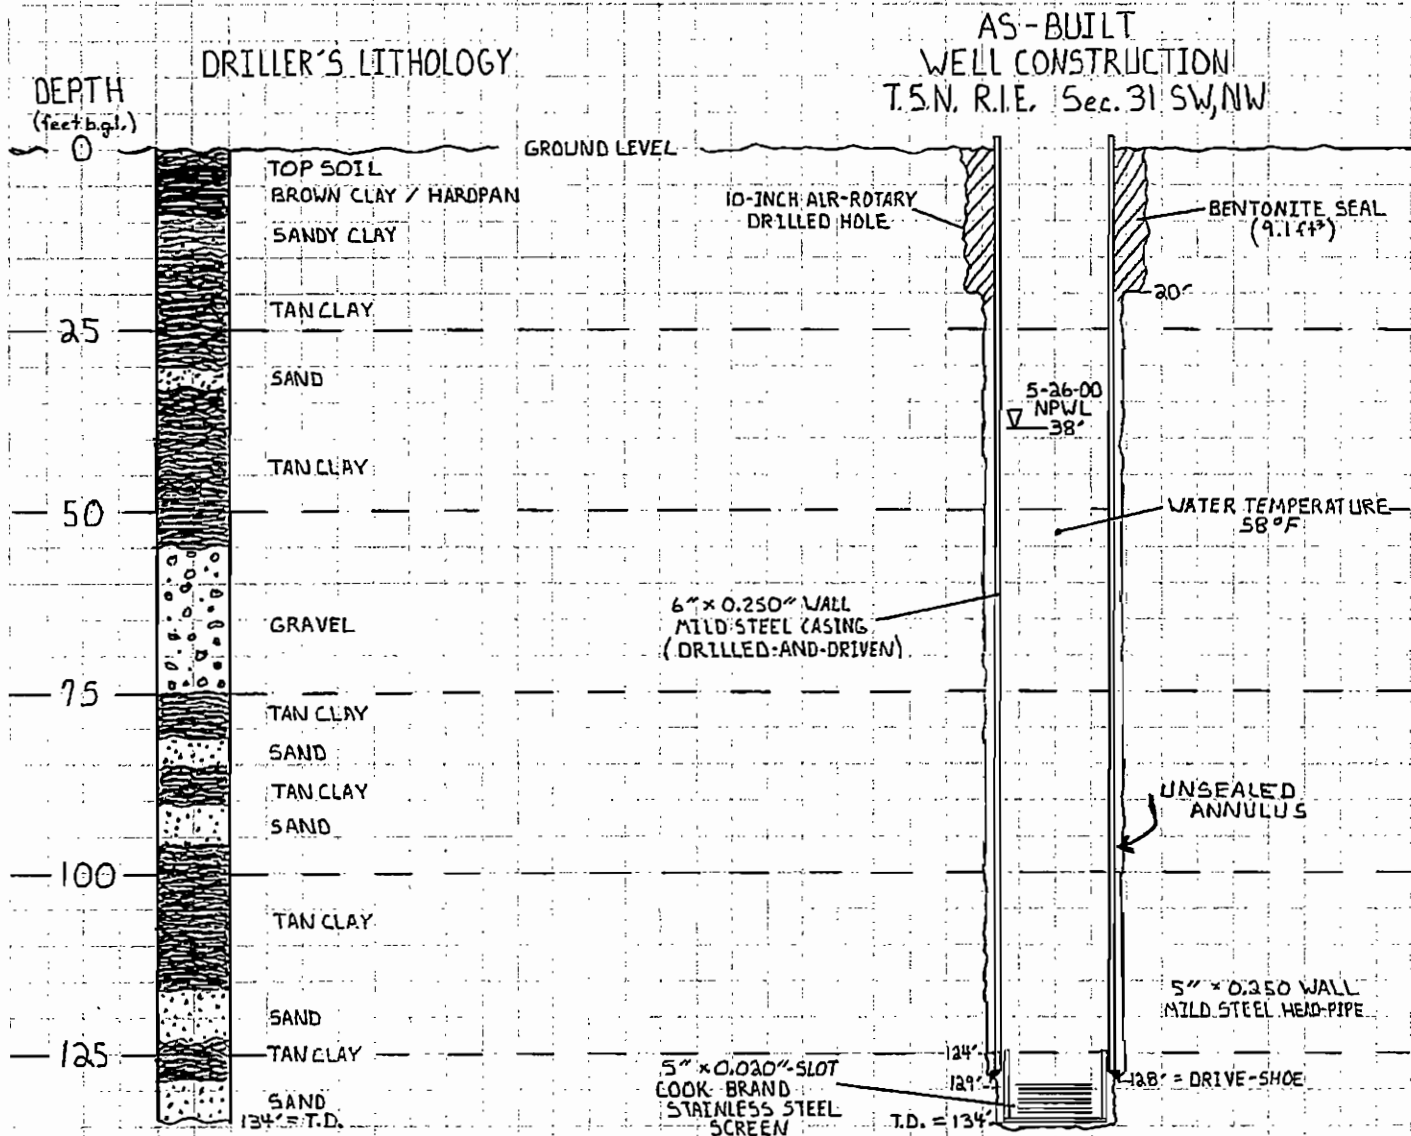 DRILLER'S LITHOLOGY
DEPTH
(feet b.g.l.)
0
25
50
75
100
125
TOP SOIL
BROWN CLAY / HARDPAN
SANDY CLAY
TAN CLAY
SAND
TAN CLAY
GRAVEL
TAN CLAY
SAND
TAN CLAY
SAND
TAN CLAY
SAND
TAN CLAY
SAND
134' = T.D.
GROUND LEVEL
AS-BUILT
WELL CONSTRUCTION
T.5.N. R.1.E. Sec. 31 SW,NW
10-INCH AIR-ROTARY
DRILLED HOLE
BENTONITE SEAL
(9.1 ft³)
20'
5-26-00
NPWL
38'
WATER TEMPERATURE
58°F
6" × 0.250" WALL
MILD STEEL CASING
(DRILLED-AND-DRIVEN)
UNSEALED
ANNULUS
5" × 0.250 WALL
MILD STEEL HEAD-PIPE
124'
129'
128' = DRIVE-SHOE
5" × 0.020"-SLOT
COOK BRAND
STAINLESS STEEL
SCREEN
T.D. = 134'